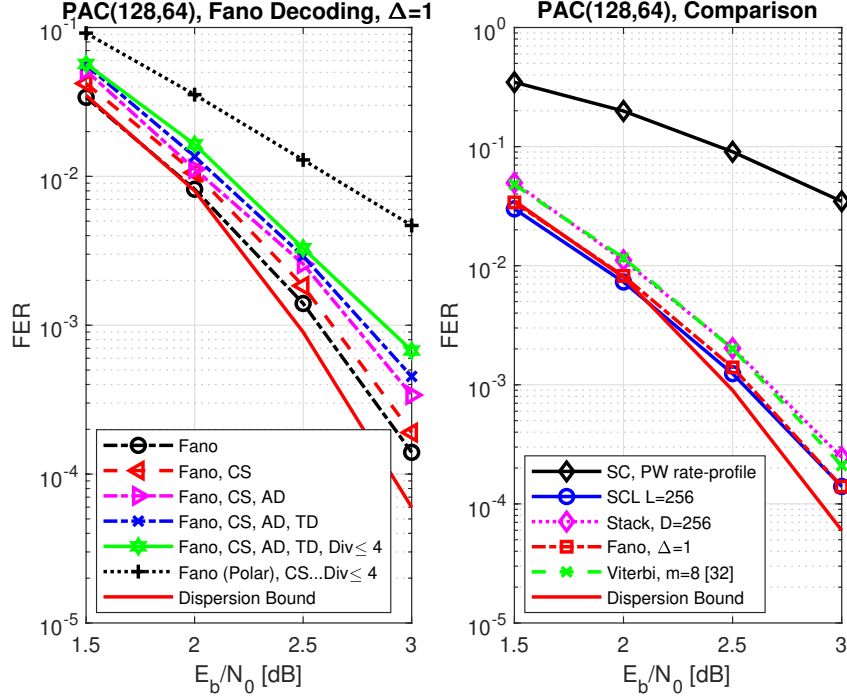 PAC(128,64), Fano Decoding, Δ=1
10^-1
10^-2
10^-3
10^-4
10^-5
FER
1.5
2
2.5
3
E_b/N_0 [dB]
Fano
Fano, CS
Fano, CS, AD
Fano, CS, AD, TD
Fano, CS, AD, TD, Div≤ 4
Fano (Polar), CS...Div≤ 4
Dispersion Bound
PAC(128,64), Comparison
10^0
10^-1
10^-2
10^-3
10^-4
10^-5
FER
1.5
2
2.5
3
E_b/N_0 [dB]
SC, PW rate-profile
SCL L=256
Stack, D=256
Fano, Δ=1
Viterbi, m=8 [32]
Dispersion Bound